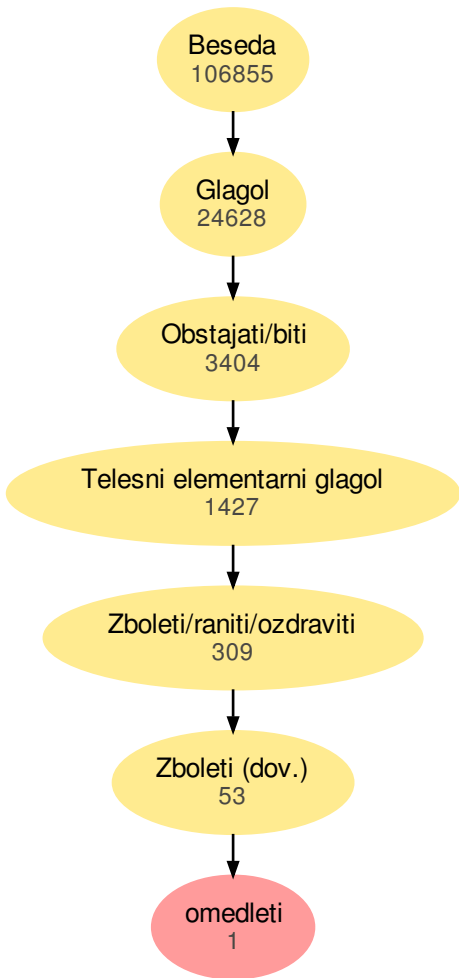 Beseda
106855
Glagol
24628
Obstajati/biti
3404
Telesni elementarni glagol
1427
Zboleti/raniti/ozdraviti
309
Zboleti (dov.)
53
omedleti
1